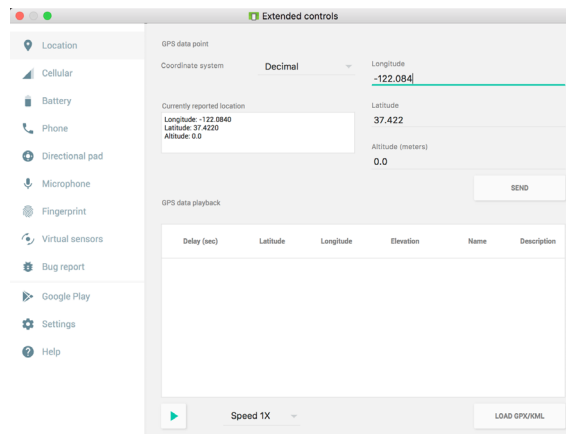 Extended controls
Location
Cellular
Battery
Phone
Directional pad
Microphone
Fingerprint
Virtual sensors
Bug report
Google Play
Settings
Help
GPS data point
Coordinate system Decimal
Longitude
-122.084
Currently reported location
Longitude: -122.0840
Latitude: 37.4220
Altitude: 0.0
Latitude
37.422
Altitude (meters)
0.0
SEND
GPS data playback
Delay (sec) Latitude Longitude Elevation Name Description
Speed 1X
LOAD GPX/KML